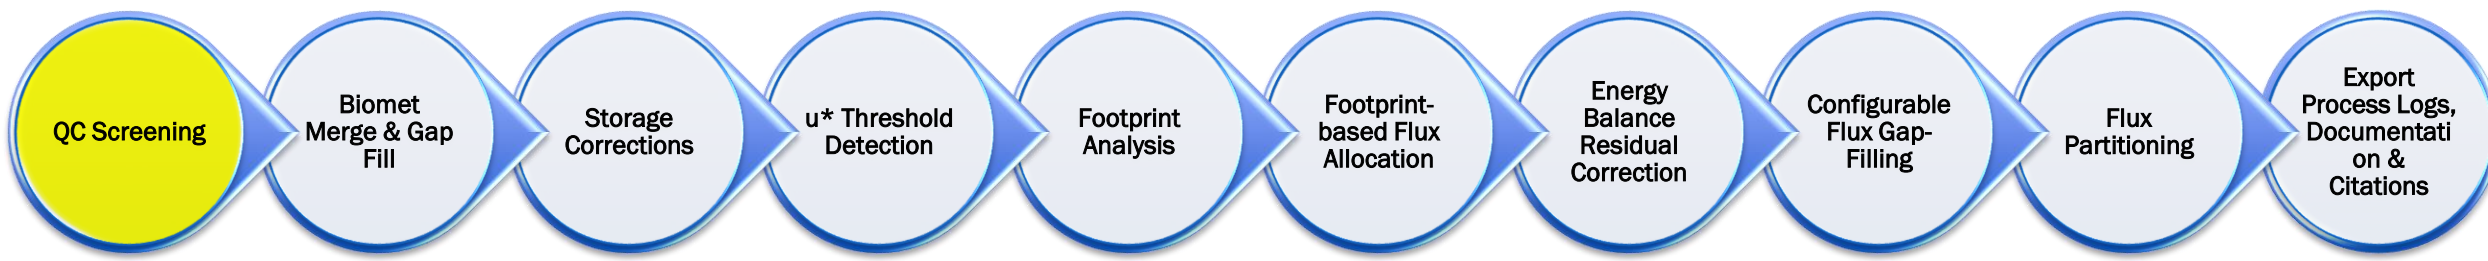 QC Screening
Biomet
Merge & Gap
Fill
Storage
Corrections
u* Threshold
Detection
Footprint
Analysis
Footprint-
based Flux
Allocation
Energy
Balance
Residual
Correction
Configurable
Flux Gap-
Filling
Flux
Partitioning
Export
Process Logs,
Documentati
on &
Citations